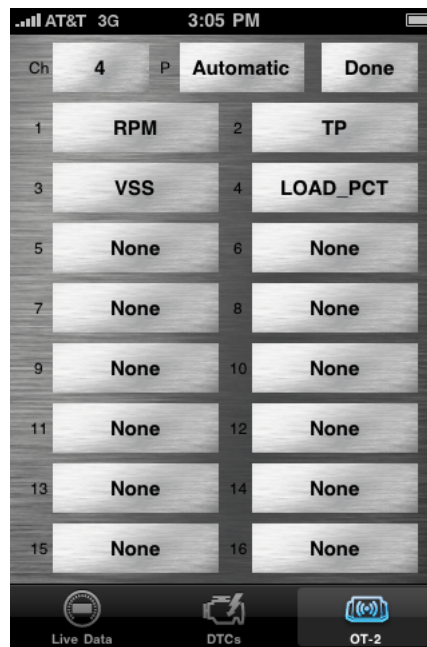 AT&T 3G 3:05 PM
Ch 4 P Automatic Done
1 RPM 2 TP
3 VSS 4 LOAD_PCT
5 None 6 None
7 None 8 None
9 None 10 None
11 None 12 None
13 None 14 None
15 None 16 None
Live Data DTCs OT-2